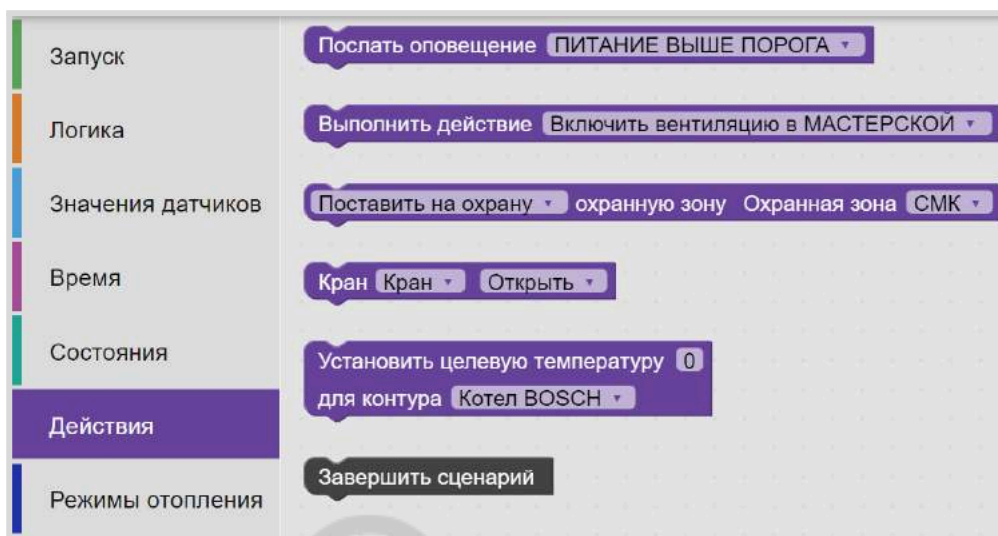 Запуск
Логика
Значения датчиков
Время
Состояния
Действия
Режимы отопления
Послать оповещение ПИТАНИЕ ВЫШЕ ПОРОГА
Выполнить действие Включить вентиляцию в МАСТЕРСКОЙ
Поставить на охрану охранную зону Охранная зона СМК
Кран Кран Открыть
Установить целевую температуру 0
для контура Котел BOSCH
Завершить сценарий